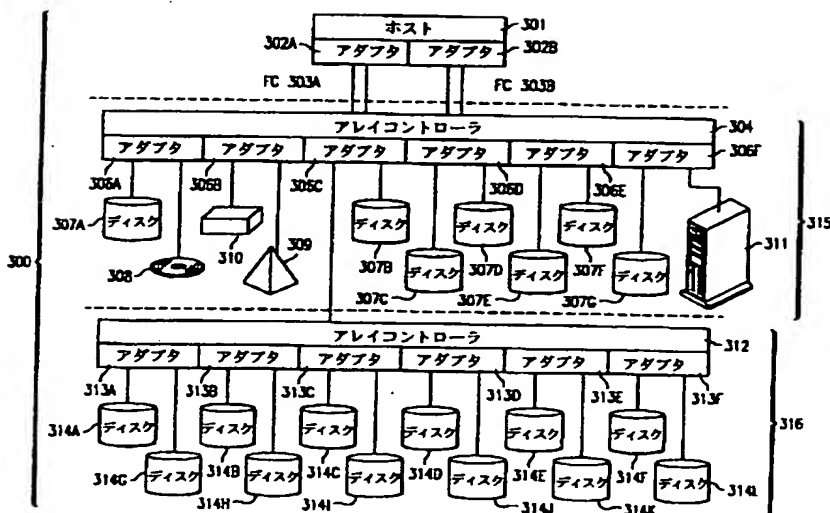 ホスト 301
302A アダプタ アダプタ 302B
FC 303A FC 303B
アレイコントローラ 304
アダプタ アダプタ アダプタ アダプタ アダプタ アダプタ 306F
306A 306B 306C 306D 306E
307A ディスク 310 309 ディスク ディスク ディスク 311 315
300 308 307B 307D 307F
ディスク ディスク ディスク
307C 307E 307G
アレイコントローラ 312
アダプタ アダプタ アダプタ アダプタ アダプタ アダプタ
313A 313B 313C 313D 313E 313F
314A ディスク ディスク ディスク ディスク ディスク ディスク 316
314B 314C 314D 314E 314F
314G ディスク ディスク ディスク ディスク ディスク ディスク 314L
314H 314I 314J 314K